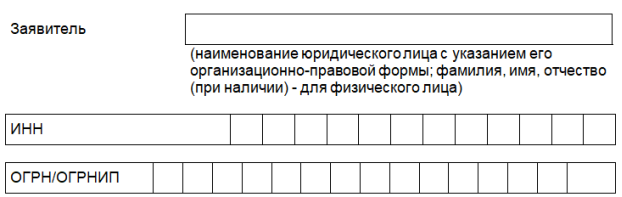 Заявитель
(наименование юридического лица с указанием его
организационно-правовой формы; фамилия, имя, отчество
(при наличии) - для физического лица)
ИНН
ОГРН/ОГРНИП